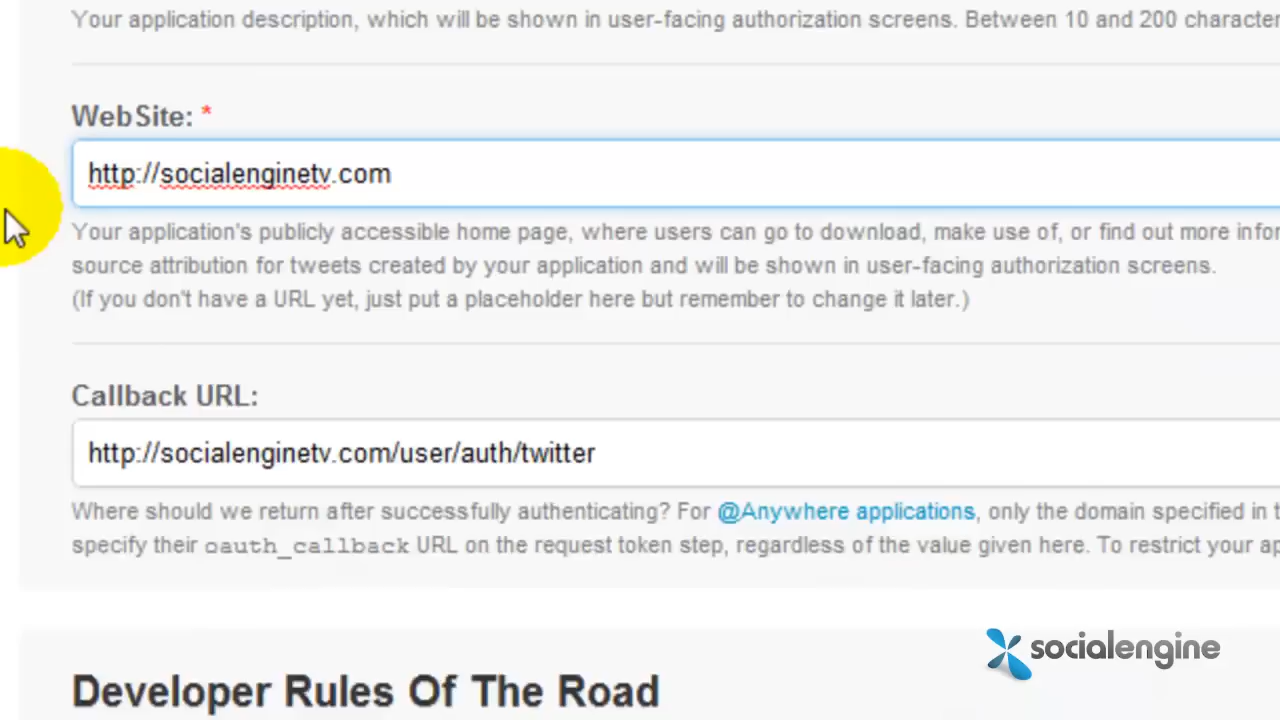 Your application description, which will be shown in user-facing authorization screens. Between 10 and 200
WebSite: *
http://socialenginetv.com
Your application's publicly accessible home page, where users can go to download, make use of, or find out more
source attribution for tweets created by your application and will be shown in user-facing authorization screens.
(If you don't have a URL yet, just put a placeholder here but remember to change it later.)
Callback URL:
http://socialenginetv.com/user/auth/twitter
Where should we return after successfully authenticating? For @Anywhere applications, only the domain specified in
specify their oauth_callback URL on the request token step, regardless of the value given here. To restrict your
socialengine
Developer Rules Of The Road